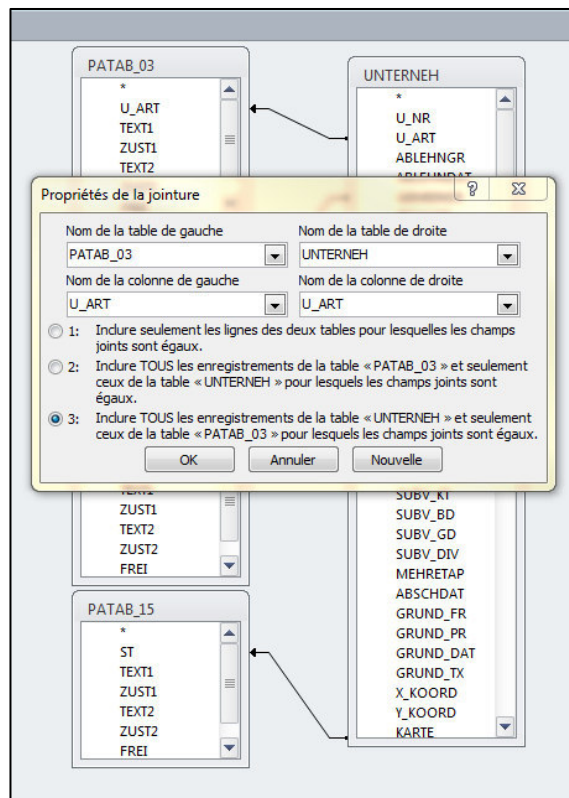 PATAB_03
*
U_ART
TEXT1
ZUST1
TEXT2
UNTERNEH
*
U_NR
U_ART
ABLEHNGR
Propriétés de la jointure
Nom de la table de gauche
Nom de la table de droite
PATAB_03
UNTERNEH
Nom de la colonne de gauche
Nom de la colonne de droite
U_ART
U_ART
1: Inclure seulement les lignes des deux tables pour lesquelles les champs
joints sont égaux.
2: Inclure TOUS les enregistrements de la table « PATAB_03 » et seulement
ceux de la table « UNTERNEH » pour lesquels les champs joints sont
égaux.
3: Inclure TOUS les enregistrements de la table « UNTERNEH » et seulement
ceux de la table « PATAB_03 » pour lesquels les champs joints sont égaux.
OK
Annuler
Nouvelle
TEXT1
ZUST1
TEXT2
ZUST2
FREI
SUBV_KT
SUBV_BD
SUBV_GD
SUBV_DIV
MEHRETAP
ABSCHDAT
GRUND_FR
GRUND_PR
GRUND_DAT
GRUND_TX
X_KOORD
Y_KOORD
KARTE
PATAB_15
*
ST
TEXT1
ZUST1
TEXT2
ZUST2
FREI